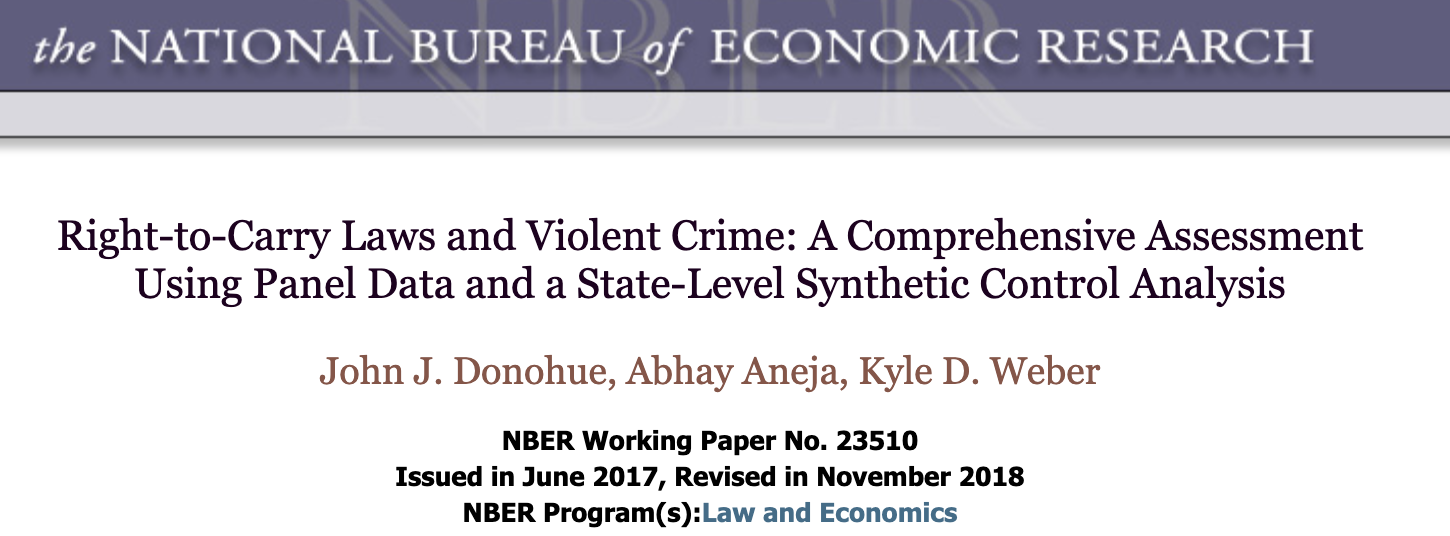 the NATIONAL BUREAU of ECONOMIC RESEARCH
NBER
Right-to-Carry Laws and Violent Crime: A Comprehensive Assessment
Using Panel Data and a State-Level Synthetic Control Analysis
John J. Donohue, Abhay Aneja, Kyle D. Weber
NBER Working Paper No. 23510
Issued in June 2017, Revised in November 2018
NBER Program(s):Law and Economics